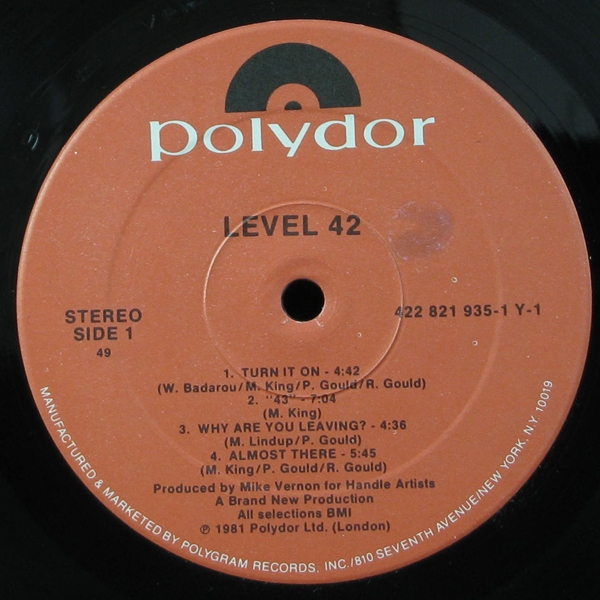 polydor
LEVEL 42
STEREO
SIDE 1
49
422 821 935-1 Y-1
1. TURN IT ON - 4:42
(W. Badarou/M. King/P. Gould/R. Gould)
2. "43" - 7:04
(M. King)
3. WHY ARE YOU LEAVING? - 4:36
(M. Lindup/P. Gould)
4. ALMOST THERE - 5:45
(M. King/P. Gould/R. Gould)
Produced by Mike Vernon for Handle Artists
A Brand New Production
All selections BMI
℗ 1981 Polydor Ltd. (London)
MANUFACTURED & MARKETED BY POLYGRAM RECORDS, INC./810 SEVENTH AVENUE/NEW YORK, N.Y. 10019